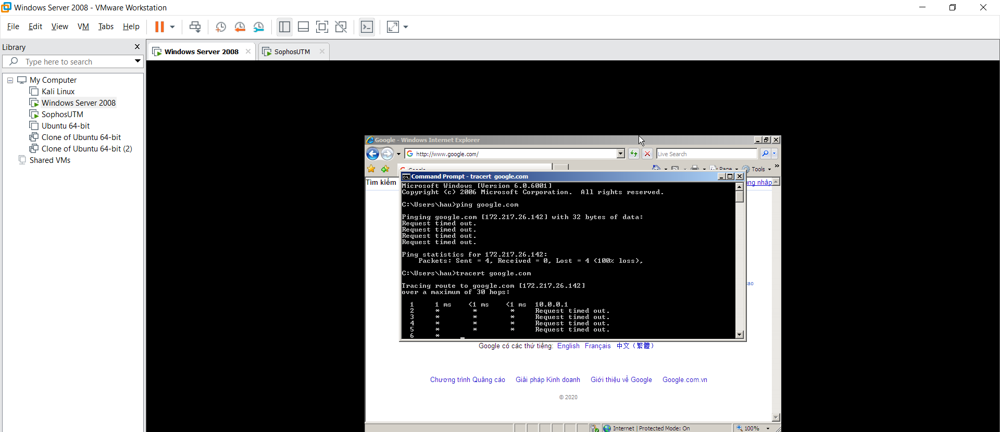 Windows Server 2008 - VMware Workstation
File Edit View VM Tabs Help
Library
Type here to search
My Computer
Kali Linux
Windows Server 2008
SophosUTM
Ubuntu 64-bit
Clone of Ubuntu 64-bit
Clone of Ubuntu 64-bit (2)
Shared VMs
Windows Server 2008
SophosUTM
Google - Windows Internet Explorer
http://www.google.com/
Live Search
Google
Page
Tools
Tìm kiếm
ng nhập
Command Prompt - tracert google.com
Microsoft Windows [Version 6.0.6001]
Copyright (c) 2006 Microsoft Corporation. All rights reserved.
C:\Users\hau>ping google.com
Pinging google.com [172.217.26.142] with 32 bytes of data:
Request timed out.
Request timed out.
Request timed out.
Request timed out.
Ping statistics for 172.217.26.142:
Packets: Sent = 4, Received = 0, Lost = 4 (100% loss),
C:\Users\hau>tracert google.com
Tracing route to google.com [172.217.26.142]
over a maximum of 30 hops:
1 1 ms <1 ms <1 ms 10.0.0.1
2 * * * Request timed out.
3 * * * Request timed out.
4 * * * Request timed out.
5 * * * Request timed out.
6 *
cao
Google có các thứ tiếng: English Français 中文 (繁體)
Chương trình Quảng cáo Giải pháp Kinh doanh Giới thiệu về Google Google.com.vn
© 2020
Internet | Protected Mode: On
100%